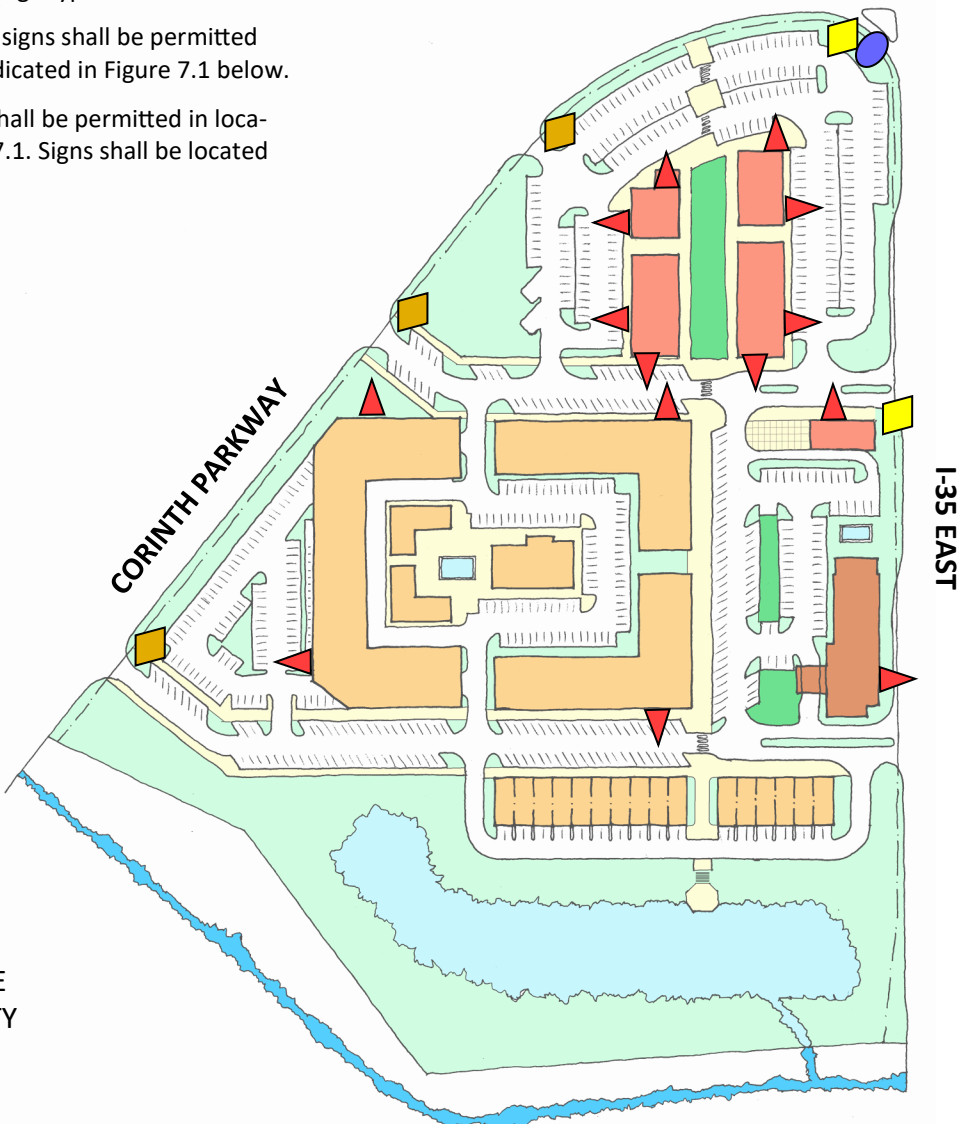 signs shall be permitted
dicated in Figure 7.1 below.
hall be permitted in loca-
7.1. Signs shall be located
CORINTH PARKWAY
I-35 EAST
E
TY